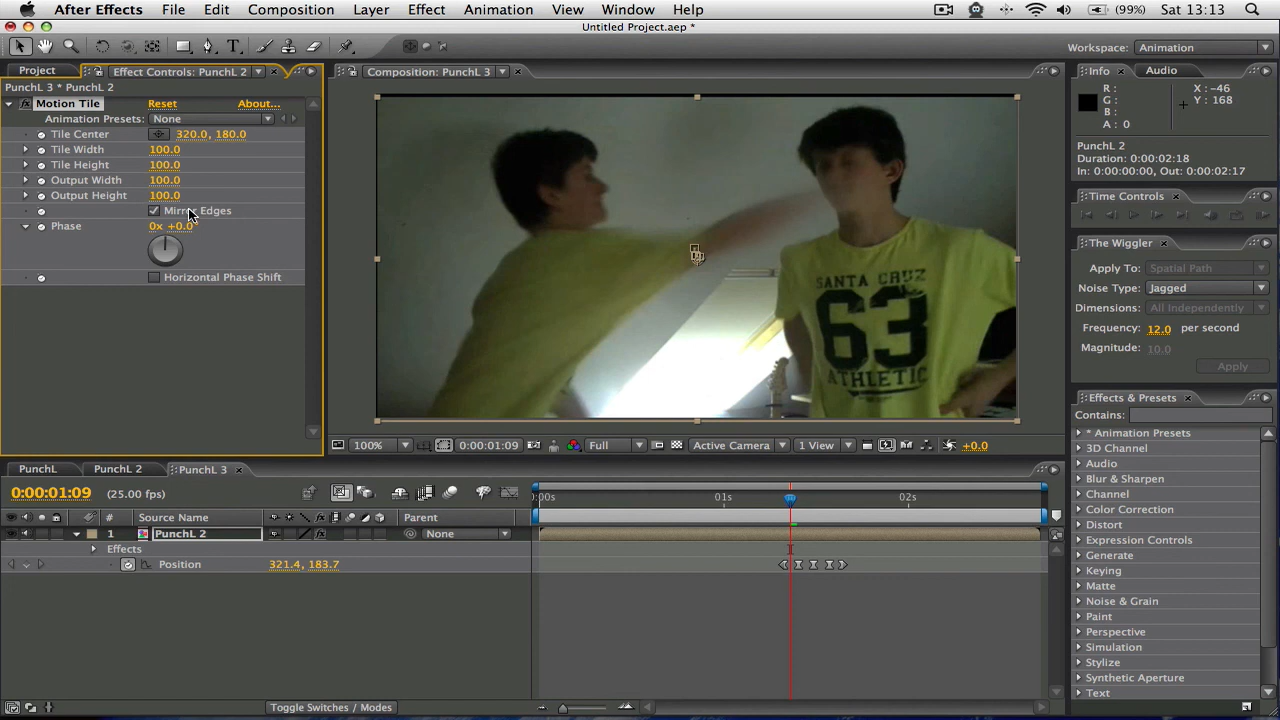 After Effects File Edit Composition Layer Effect Animation View Window Help (99%) Sat 13:13
Untitled Project.aep *
Workspace: Animation
Project Effect Controls: PunchL 2 Composition: PunchL 3 Info Audio
PunchL 3 * PunchL 2
Motion Tile Reset About...
Animation Presets: None
Tile Center 320.0, 180.0
Tile Width 100.0
Tile Height 100.0
Output Width 100.0
Output Height 100.0
Edges
Phase 0x +0.0°
Horizontal Phase Shift
SANTA CRUZ
63
ATHLETIC
R: X : -46
G: Y : 168
B:
A : 0
PunchL 2
Duration: 0:00:02:18
In: 0:00:00:00, Out: 0:00:02:17
Time Controls
The Wiggler
Apply To: Spatial Path
Noise Type: Jagged
Dimensions: All Independently
Frequency: 12.0 per second
Magnitude: 10.0
Apply
Effects & Presets
Contains:
* Animation Presets
3D Channel
Audio
Blur & Sharpen
Channel
Color Correction
Distort
Expression Controls
Generate
Keying
Matte
Noise & Grain
Paint
Perspective
Simulation
Stylize
Synthetic Aperture
Text
100% 0:00:01:09 Full Active Camera 1 View +0.0
PunchL PunchL 2 PunchL 3
0:00:01:09 (25.00 fps) :00s 01s 02s
# Source Name Parent
1 PunchL 2 None
Effects
Position 321.4, 183.7
Toggle Switches / Modes